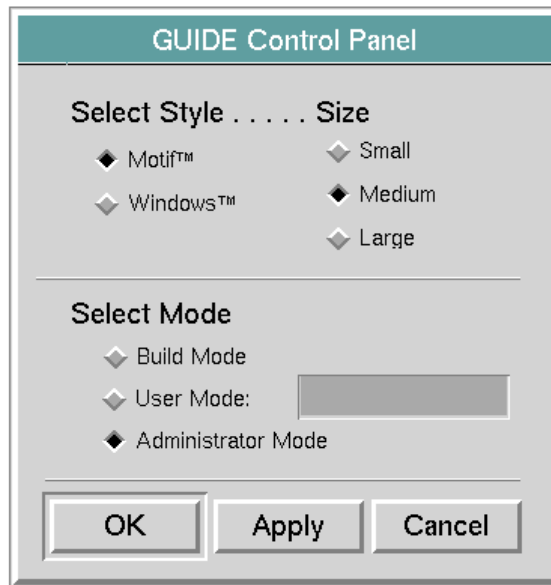 GUIDE Control Panel
Select Style . . . . . Size
Motif™ Small
Windows™ Medium
Large
Select Mode
Build Mode
User Mode:
Administrator Mode
OK Apply Cancel